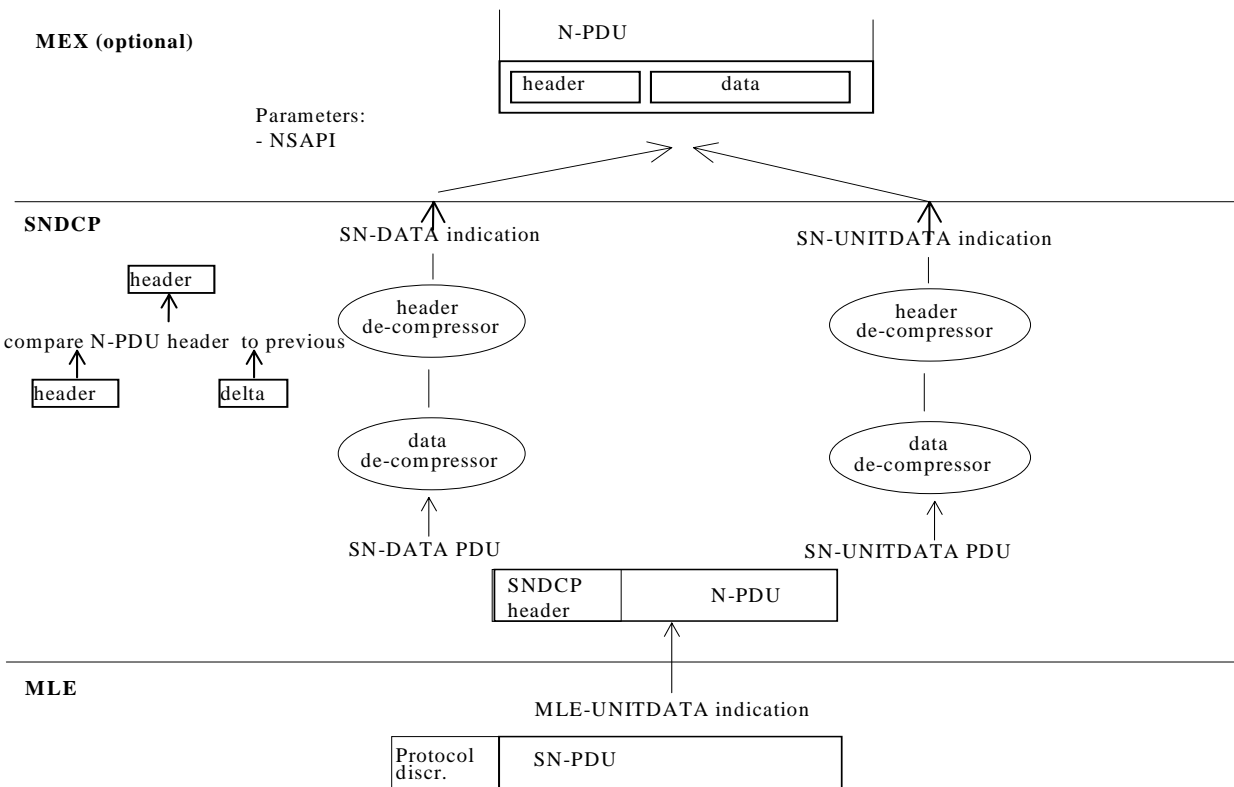 MEX (optional)
N-PDU
header
data
Parameters:
- NSAPI
SNDCP
SN-DATA indication
SN-UNITDATA indication
header
compare N-PDU header to previous
header
delta
header
de-compressor
header
de-compressor
data
de-compressor
data
de-compressor
SN-DATA PDU
SN-UNITDATA PDU
SNDCP
header
N-PDU
MLE
MLE-UNITDATA indication
Protocol
discr.
SN-PDU